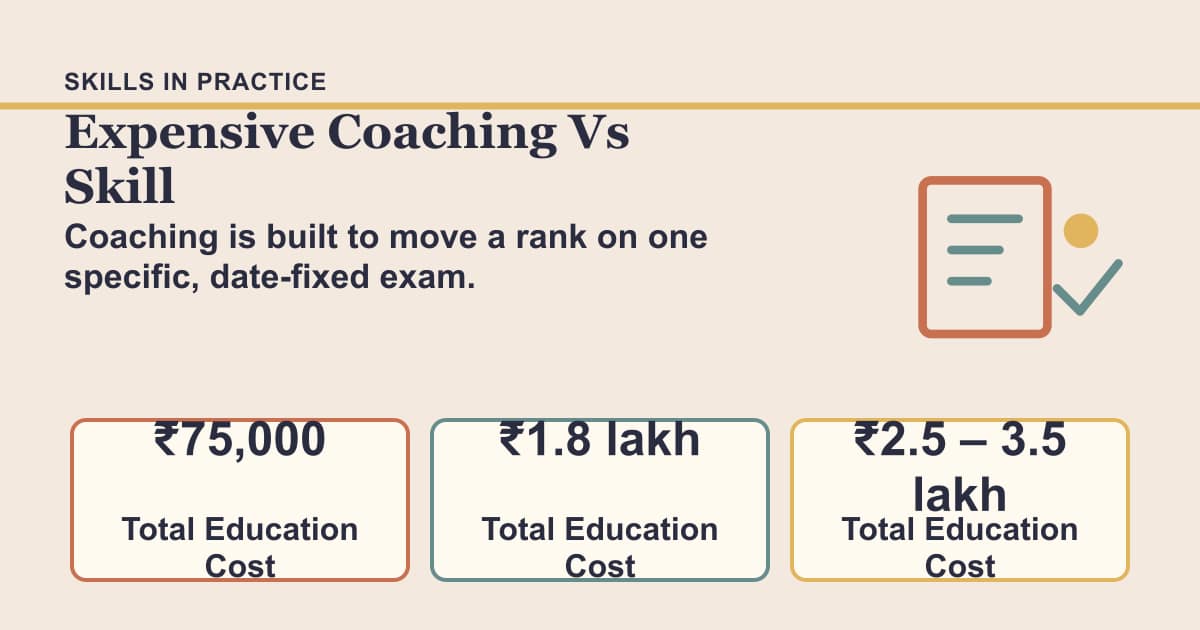 SKILLS IN PRACTICE
Expensive Coaching Vs
Skill
Coaching is built to move a rank on one
specific, date-fixed exam.
₹75,000
Total Education
Cost
₹1.8 lakh
Total Education
Cost
₹2.5 – 3.5
lakh
Total Education
Cost